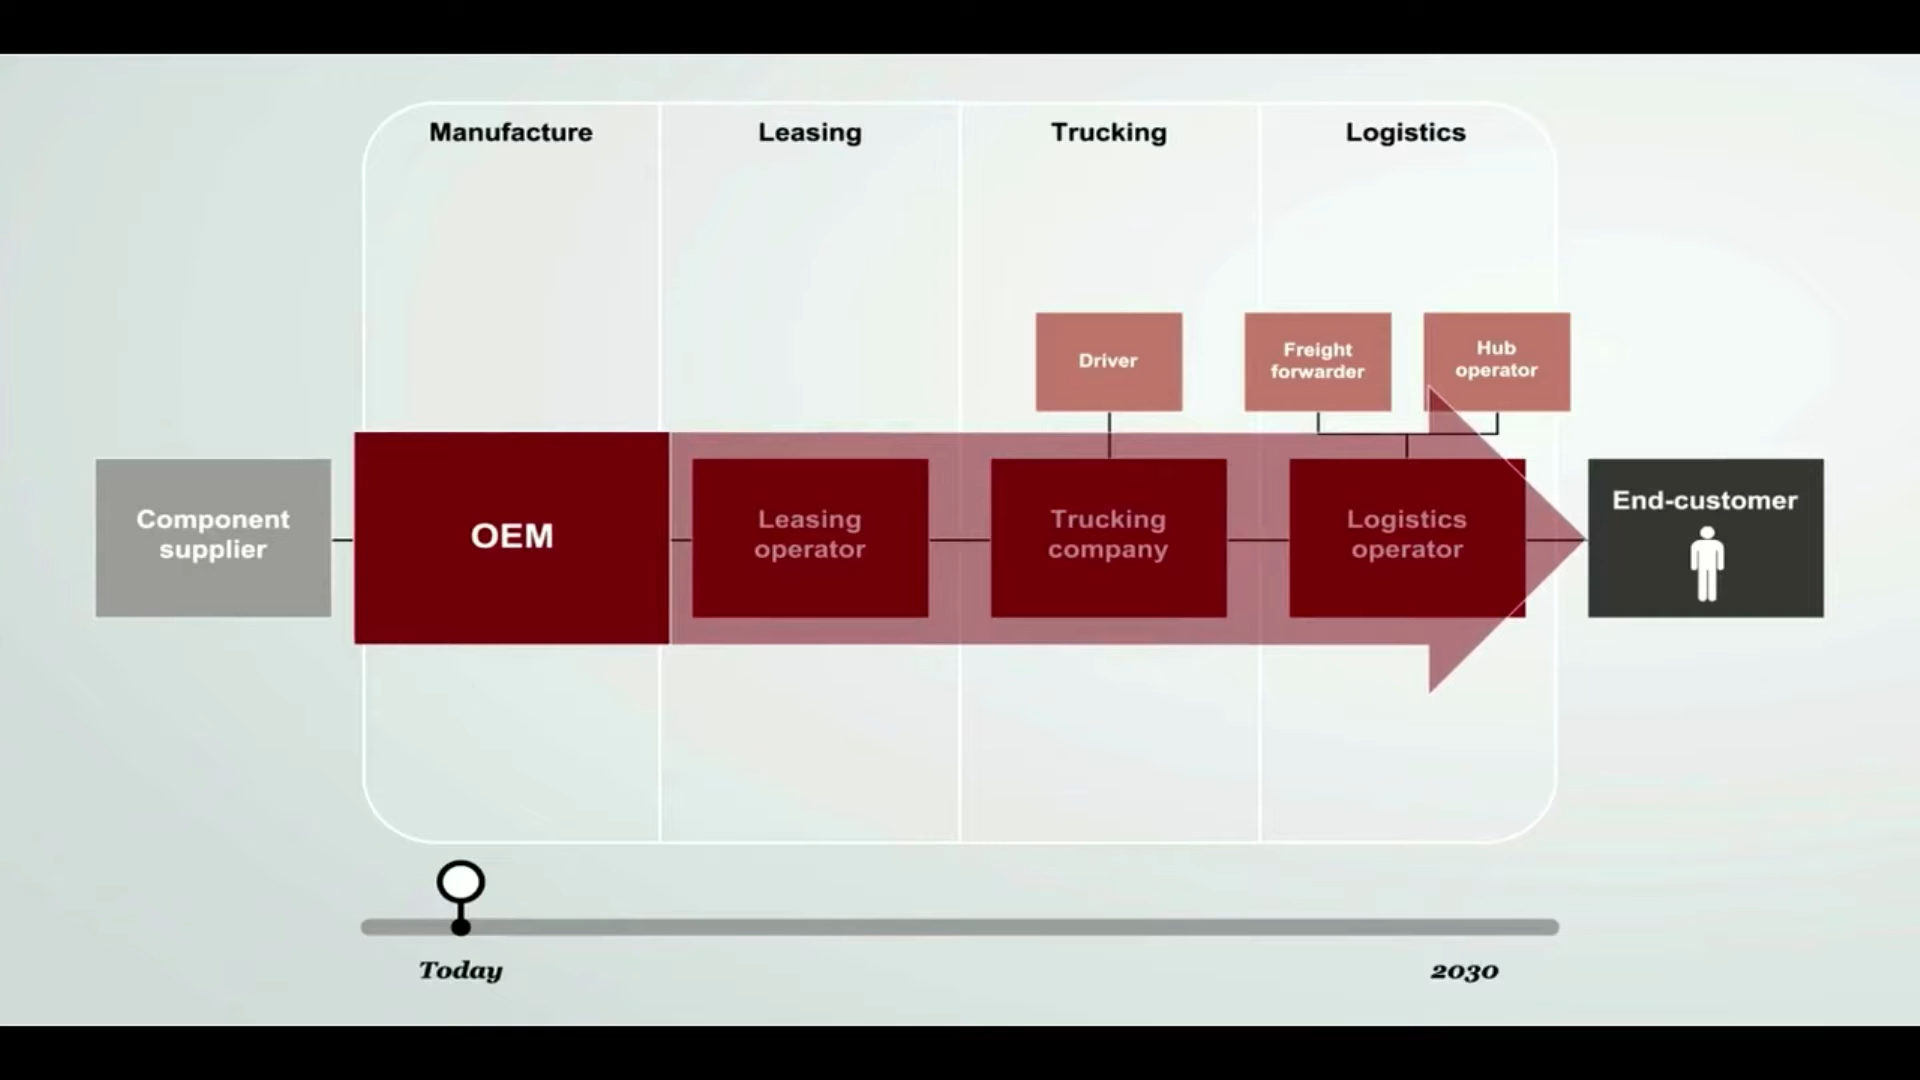 Manufacture
Leasing
Trucking
Logistics
Driver
Freight
forwarder
Hub
operator
Component
supplier
OEM
Leasing
operator
Trucking
company
Logistics
operator
End-customer
Today
2030